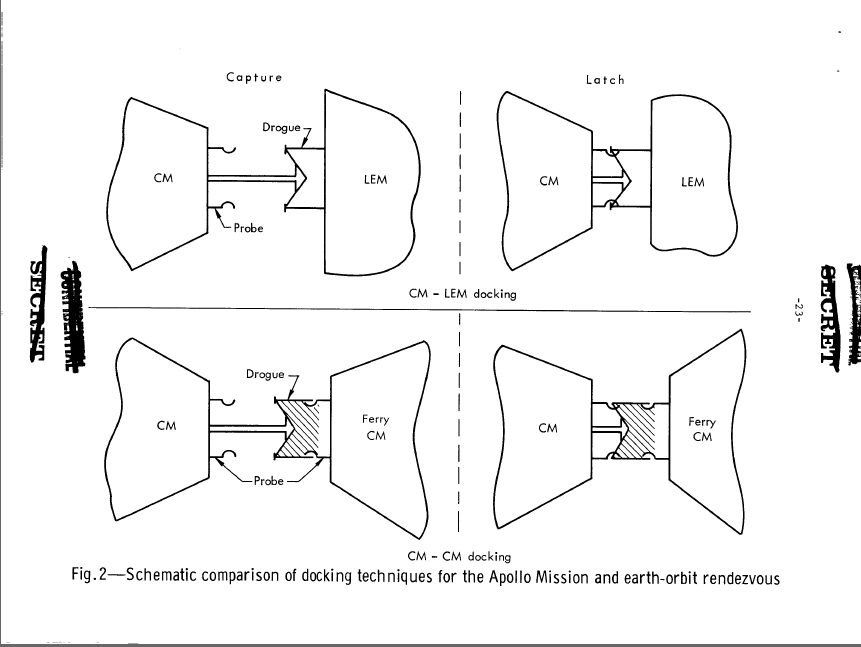 Capture
Latch
Drogue
CM
LEM
Probe
CM
LEM
CM - LEM docking
SECRET
CONFIDENTIAL
SECRET
-23-
Drogue
CM
Ferry
CM
Probe
CM
Ferry
CM
CM - CM docking
Fig.2—Schematic comparison of docking techniques for the Apollo Mission and earth-orbit rendezvous